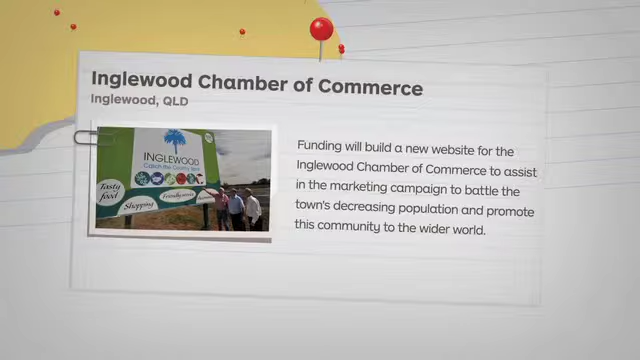 Inglewood Chamber of Commerce
Inglewood, QLD
INGLEWOOD
Tasty
food
Shopping
Funding will build a new website for the
Inglewood Chamber of Commerce to assist
in the marketing campaign to battle the
town's decreasing population and promote
this community to the wider world.